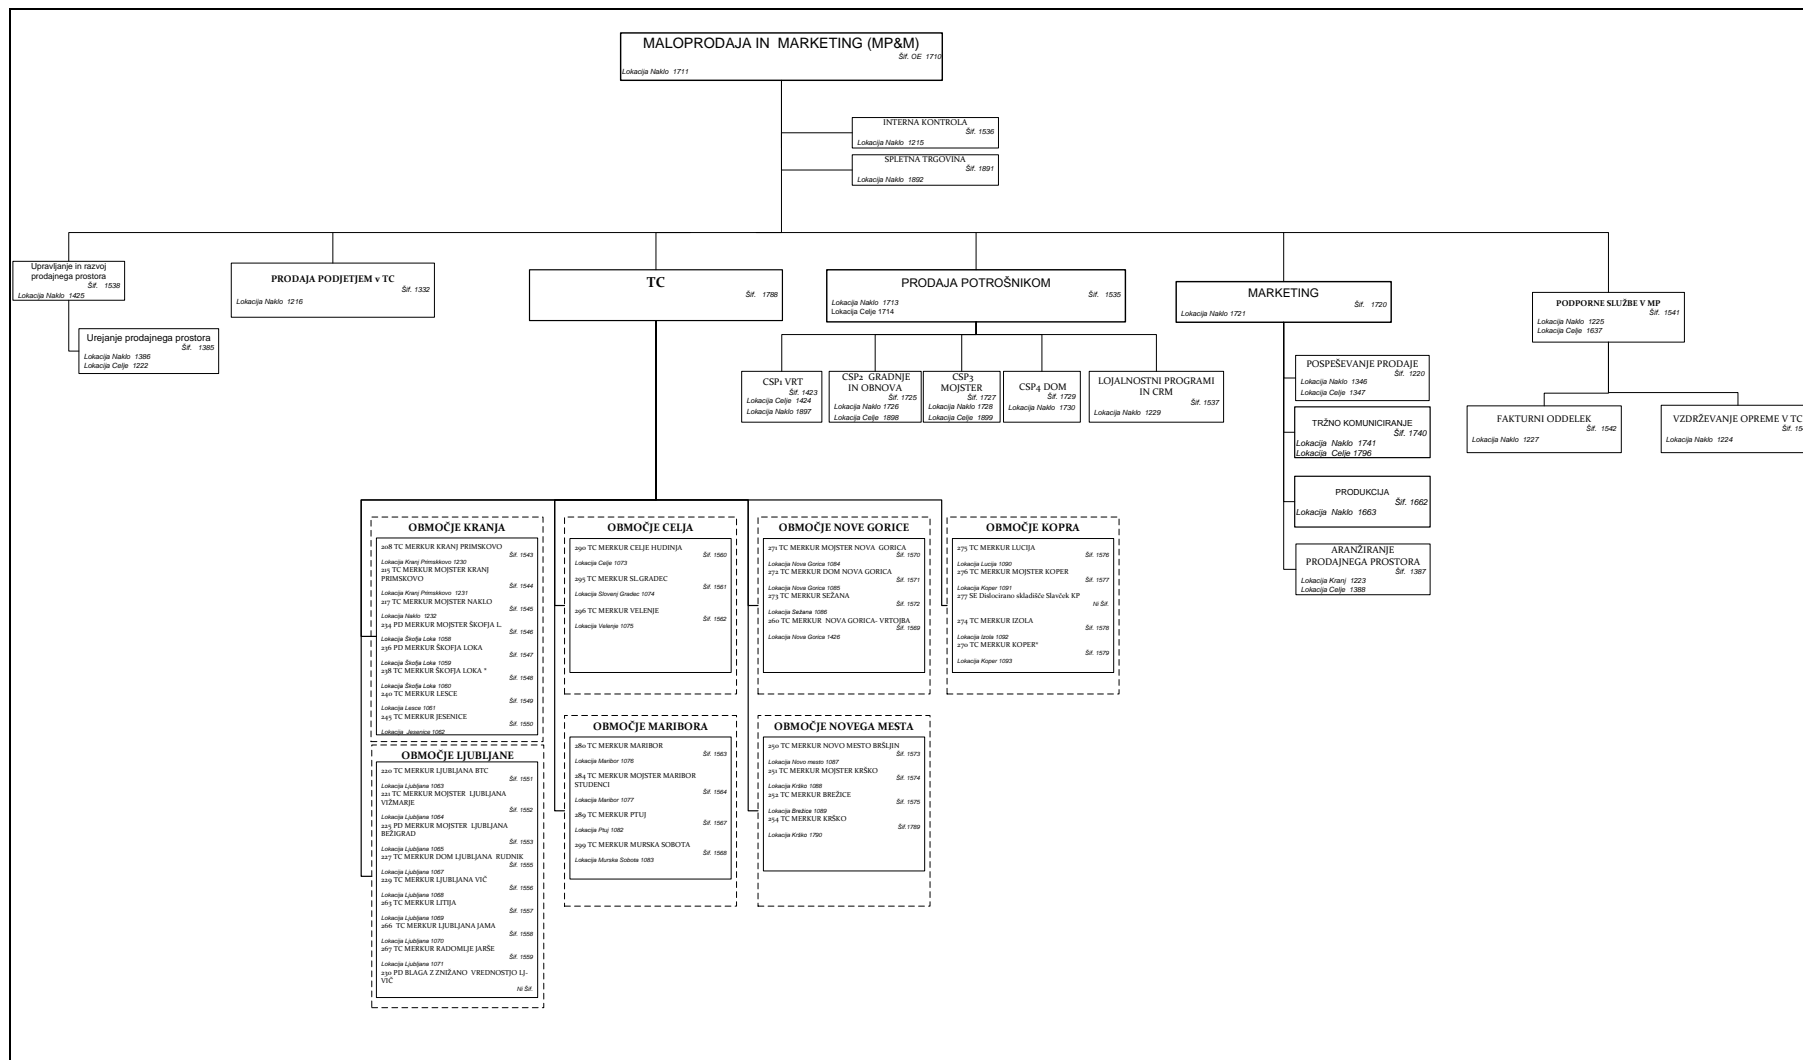 MALOPRODAJA IN  MARKETING (MP&M)
Šif. OE  1710
Lokacija Naklo  1711
INTERNA KONTROLA
Šif. 1536
Lokacija Naklo  1215
SPLETNA TRGOVINA
Šif. 1891
Lokacija Naklo  1892
Upravljanje in razvoj
prodajnega prostora
Šif.  1538
Lokacija Naklo  1425
Urejanje prodajnega prostora
Šif.  1385
Lokacija Naklo  1386
Lokacija Celje  1222
PRODAJA PODJETJEM v TC
Šif. 1332
Lokacija Naklo  1216
TC
Šif.  1788
PRODAJA POTROŠNIKOM
Šif.  1535
Lokacija Naklo  1713
Lokacija Celje 1714
CSP1 VRT
Šif. 1423
Lokacija Celje  1424
Lokacija Naklo  1897
CSP2  GRADNJE
IN OBNOVA
Šif. 1725
Lokacija Naklo  1726
Lokacija Celje  1898
CSP3
MOJSTER
Šif. 1727
Lokacija Naklo  1728
Lokacija Celje  1899
CSP4 DOM
Šif. 1729
Lokacija Naklo  1730
LOJALNOSTNI PROGRAMI
IN CRM
Šif. 1537
Lokacija Naklo  1229
MARKETING
Šif.  1720
Lokacija Naklo 1721
POSPEŠEVANJE PRODAJE
Šif. 1220
Lokacija Naklo  1346
Lokacija Celje  1347
TRŽNO KOMUNICIRANJE
Šif. 1740
Lokacija  Naklo  1741
Lokacija  Celje 1796
PRODUKCIJA
Šif. 1662
Lokacija  Naklo  1663
ARANŽIRANJE
PRODAJNEGA PROSTORA
Šif. 1387
Lokacija Kranj  1223
Lokacija Celje  1388
PODPORNE SLUŽBE V MP
Šif. 1541
Lokacija Naklo  1225
Lokacija Celje  1637
FAKTURNI ODDELEK
Šif.  1542
Lokacija Naklo  1227
VZDRŽEVANJE OPREME V TC
Lokacija Naklo  1224
OBMOČJE KRANJA
208 TC MERKUR KRANJ PRIMSKOVO
Šif. 1543
Lokacija Kranj Primskkovo  1230
215 TC MERKUR MOJSTER KRANJ
PRIMSKOVO
Šif. 1544
Lokacija Kranj Primskkovo  1231
217 TC MERKUR MOJSTER NAKLO
Šif. 1545
Lokacija Naklo  1232
234 PD MERKUR MOJSTER ŠKOFJA L.
Šif. 1546
Lokacija Škofja Loka  1058
236 PD MERKUR ŠKOFJA LOKA
Šif. 1547
Lokacija Škofja Loka  1059
238 TC MERKUR ŠKOFJA LOKA *
Šif. 1548
Lokacija Škofja Loka  1060
240 TC MERKUR LESCE
Šif. 1549
Lokacija Lesce 1061
245 TC MERKUR JESENICE
Šif. 1550
Lokacija  Jesenice 1062
OBMOČJE LJUBLJANE
220 TC MERKUR LJUBLJANA BTC
Šif. 1551
Lokacija Ljubljana 1063
221 TC MERKUR MOJSTER  LJUBLJANA
VIŽMARJE
Šif. 1552
Lokacija Ljubljana 1064
225 PD MERKUR MOJSTER  LJUBLJANA
BEŽIGRAD
Šif. 1553
Lokacija Ljubljana 1065
227 TC MERKUR DOM LJUBLJANA  RUDNIK
Šif. 1555
Lokacija Ljubljana 1067
229 TC MERKUR LJUBLJANA VIČ
Šif. 1556
Lokacija Ljubljana 1068
263 TC MERKUR LITIJA
Šif. 1557
Lokacija Ljubljana 1069
266  TC MERKUR LJUBLJANA JAMA
Šif. 1558
Lokacija Ljubljana 1070
267 TC MERKUR RADOMLJE JARŠE
Šif. 1559
Lokacija Ljubljana 1071
230 PD BLAGA Z ZNIŽANO  VREDNOSTJO LJ-
VIČ
Ni Šif.
OBMOČJE CELJA
290 TC MERKUR CELJE HUDINJA
Šif. 1560
Lokacija Celje 1073
295 TC MERKUR SL.GRADEC
Šif. 1561
Lokacija Slovenj Gradec 1074
296 TC MERKUR VELENJE
Šif. 1562
Lokacija Velenje 1075
OBMOČJE MARIBORA
280 TC MERKUR MARIBOR
Šif. 1563
Lokacija Maribor 1076
284 TC MERKUR MOJSTER MARIBOR
STUDENCI
Šif. 1564
Lokacija Maribor 1077
289 TC MERKUR PTUJ
Šif. 1567
Lokacija Ptuj 1082
299 TC MERKUR MURSKA SOBOTA
Šif. 1568
Lokacija Murska Sobota 1083
OBMOČJE NOVE GORICE
271 TC MERKUR MOJSTER NOVA  GORICA
Šif. 1570
Lokacija Nova Gorica 1084
272 TC MERKUR DOM NOVA GORICA
Šif. 1571
Lokacija Nova Gorica 1085
273 TC MERKUR SEŽANA
Šif. 1572
Lokacija Sežana 1086
260 TC MERKUR  NOVA GORICA- VRTOJBA
Šif. 1569
Lokacija Nova Gorica 1426
OBMOČJE NOVEGA MESTA
250 TC MERKUR NOVO MESTO BRŠLJIN
Šif. 1573
Lokacija Novo mesto 1087
251 TC MERKUR MOJSTER KRŠKO
Šif. 1574
Lokacija Krško 1088
252 TC MERKUR BREŽICE
Šif. 1575
Lokacija Brežice 1089
254 TC MERKUR KRŠKO
Šif.1789
Lokacija Krško 1790
OBMOČJE KOPRA
275 TC MERKUR LUCIJA
Šif. 1576
Lokacija Lucija 1090
276 TC MERKUR MOJSTER KOPER
Šif. 1577
Lokacija Koper 1091
277 SE Dislocirano skladišče Slavček KP
Ni Šif.
274 TC MERKUR IZOLA
Šif. 1578
Lokacija Izola 1092
270 TC MERKUR KOPER*
Šif. 1579
Lokacija Koper 1093